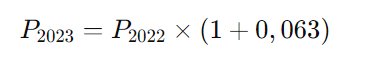 P₂₀₂₃ = P₂₀₂₂ × (1 + 0, 063)